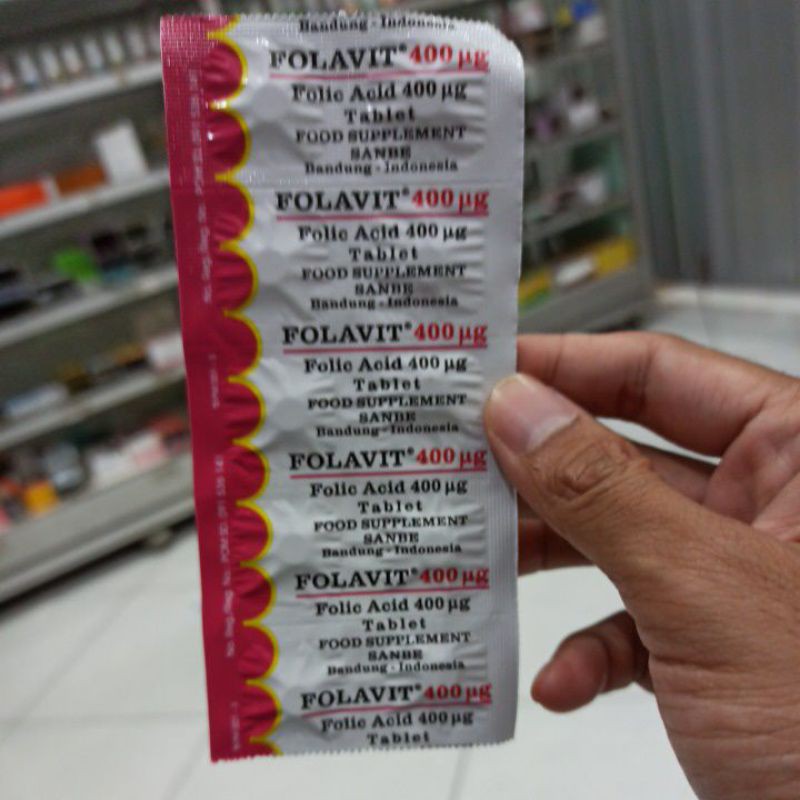 Bandung - Indonesia
FOLAVIT® 400 µg
Folic Acid 400 µg
Tablet
FOOD SUPPLEMENT
SANBE
Bandung - Indonesia
FOLAVIT® 400 µg
Folic Acid 400 µg
Tablet
FOOD SUPPLEMENT
SANBE
Bandung - Indonesia
FOLAVIT® 400 µg
Folic Acid 400 µg
Tablet
FOOD SUPPLEMENT
SANBE
Bandung - Indonesia
FOLAVIT® 400 µg
Folic Acid 400 µg
Tablet
FOOD SUPPLEMENT
SANBE
Bandung - Indonesia
FOLAVIT® 400 µg
Folic Acid 400 µg
Tablet
FOOD SUPPLEMENT
SANBE
Bandung - Indonesia
FOLAVIT® 400 µg
Folic Acid 400 µg
Tablet